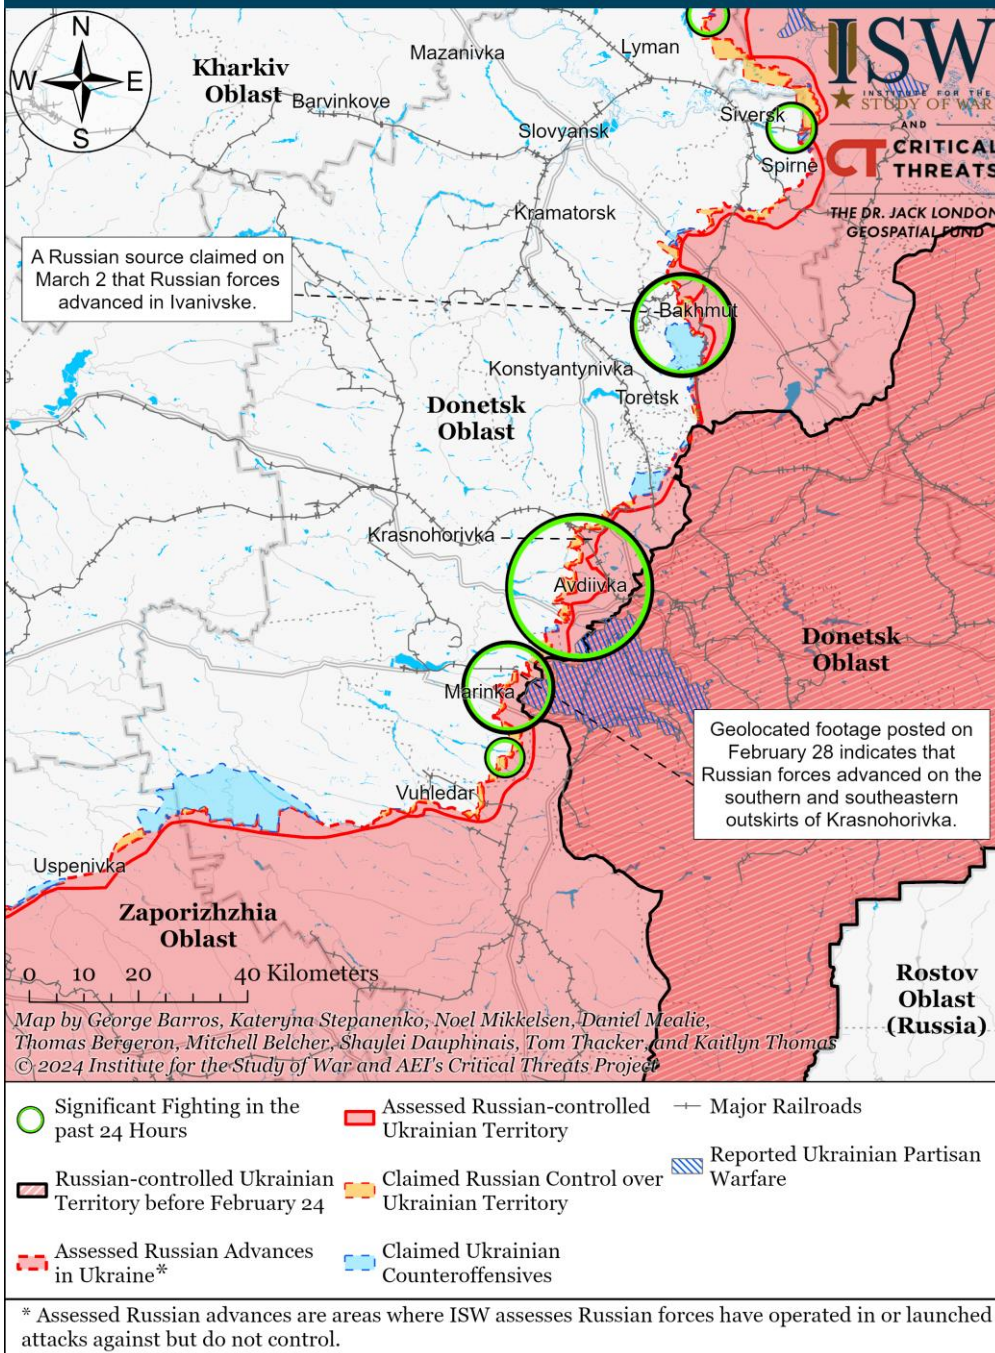 N
W
E
S
Kharkiv
Oblast
Mazanivka
Lyman
Barvinkove
Slovyansk
Siversk
Spirne
Kramatorsk
ISW
INSTITUTE FOR THE
STUDY OF WAR
AND
CT CRITICAL
THREATS
THE DR. JACK LONDON
GEOSPATIAL FUND
A Russian source claimed on
March 2 that Russian forces
advanced in Ivanivske.
Bakhmut
Konstyantynivka
Toretsk
Donetsk
Oblast
Krasnohorivka
Avdiivka
Donetsk
Oblast
Marinka
Geolocated footage posted on
February 28 indicates that
Russian forces advanced on the
southern and southeastern
outskirts of Krasnohorivka.
Vuhledar
Uspenivka
Zaporizhzhia
Oblast
Rostov
Oblast
(Russia)
0 10 20 40 Kilometers
Map by George Barros, Kateryna Stepanenko, Noel Mikkelsen, Daniel Mealie,
Thomas Bergeron, Mitchell Belcher, Shaylei Dauphinais, Tom Thacker, and Kaitlyn Thomas
© 2024 Institute for the Study of War and AEI's Critical Threats Project
Significant Fighting in the
past 24 Hours
Russian-controlled Ukrainian
Territory before February 24
Assessed Russian Advances
in Ukraine*
Assessed Russian-controlled
Ukrainian Territory
Claimed Russian Control over
Ukrainian Territory
Claimed Ukrainian
Counteroffensives
Major Railroads
Reported Ukrainian Partisan
Warfare
* Assessed Russian advances are areas where ISW assesses Russian forces have operated in or launched
attacks against but do not control.